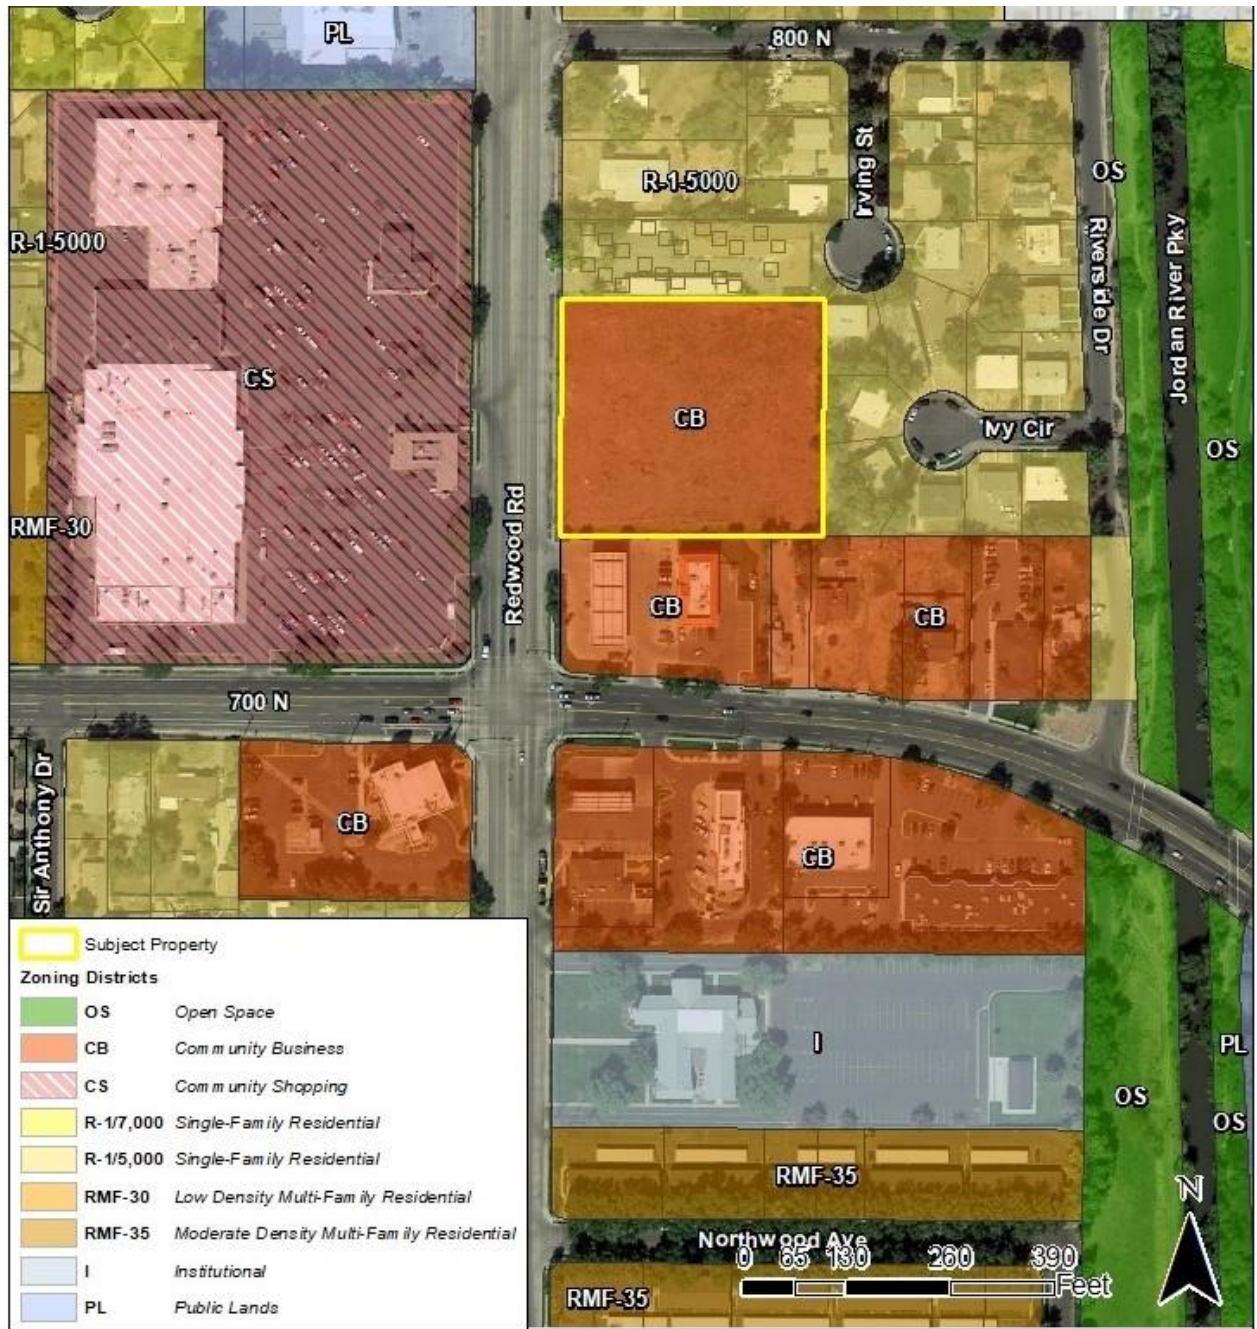 PL
800 N
R-1-5000
Irving St
OS
R-1-5000
Riverside Dr
Jordan River Pky
CS
CB
Ivy Cir
OS
RMF-30
Redwood Rd
CB
CB
700 N
Sir Anthony Dr
CB
CB
Subject Property
Zoning Districts
OS Open Space
CB Community Business
CS Community Shopping
R-1/7,000 Single-Family Residential
R-1/5,000 Single-Family Residential
RMF-30 Low Density Multi-Family Residential
RMF-35 Moderate Density Multi-Family Residential
I Institutional
PL Public Lands
I
PL
OS
OS
RMF-35
N
Northwood Ave
0 65 130 260 390
Feet
RMF-35